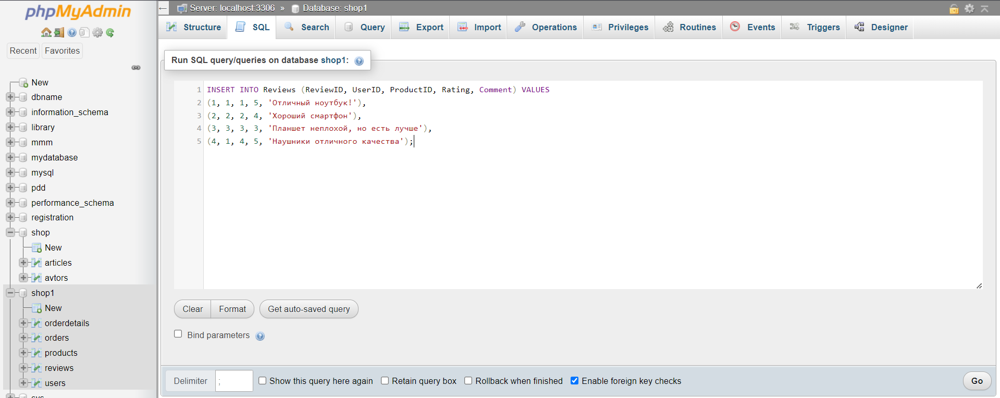 phpMyAdmin
Recent Favorites
New
dbname
information_schema
library
mmm
mydatabase
mysql
pdd
performance_schema
registration
shop
New
articles
avtors
shop1
New
orderdetails
orders
products
reviews
users
sys
Server: localhost:3306 » Database: shop1
Structure SQL Search Query Export Import Operations Privileges Routines Events Triggers Designer
Run SQL query/queries on database shop1:
1 INSERT INTO Reviews (ReviewID, UserID, ProductID, Rating, Comment) VALUES
2 (1, 1, 1, 5, 'Отличный ноутбук!'),
3 (2, 2, 2, 4, 'Хороший смартфон'),
4 (3, 3, 3, 3, 'Планшет неплохой, но есть лучше'),
5 (4, 1, 4, 5, 'Наушники отличного качества');
Clear Format Get auto-saved query
Bind parameters
Delimiter ; Show this query here again Retain query box Rollback when finished Enable foreign key checks Go